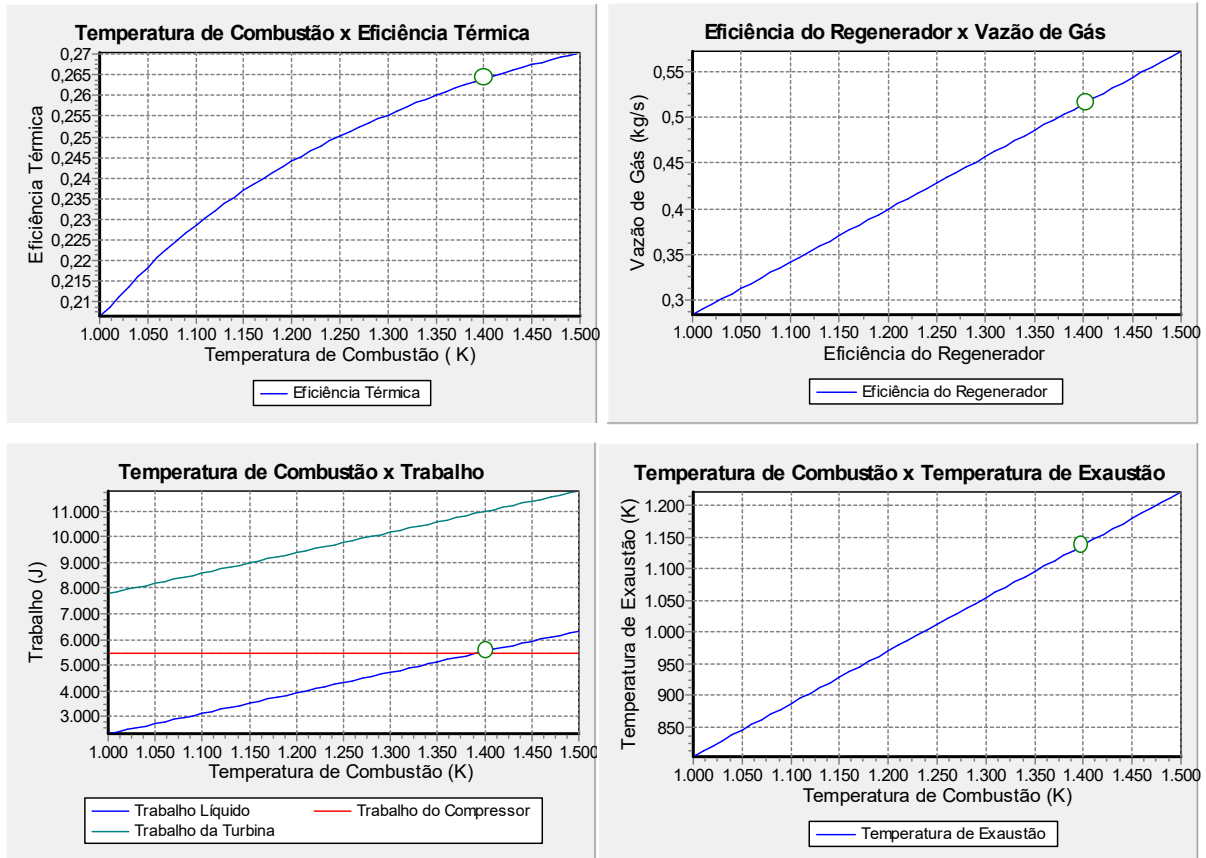 Temperatura de Combustão x Eficiência Térmica
Eficiência Térmica
0,27
0,265
0,26
0,255
0,25
0,245
0,24
0,235
0,23
0,225
0,22
0,215
0,21
1.000 1.050 1.100 1.150 1.200 1.250 1.300 1.350 1.400 1.450 1.500
Temperatura de Combustão ( K)
Eficiência Térmica
Eficiência do Regenerador x Vazão de Gás
Vazão de Gás (kg/s)
0,55
0,5
0,45
0,4
0,35
0,3
1.000 1.050 1.100 1.150 1.200 1.250 1.300 1.350 1.400 1.450 1.500
Eficiência do Regenerador
Eficiência do Regenerador
Temperatura de Combustão x Trabalho
Trabalho (J)
11.000
10.000
9.000
8.000
7.000
6.000
5.000
4.000
3.000
1.000 1.050 1.100 1.150 1.200 1.250 1.300 1.350 1.400 1.450 1.500
Temperatura de Combustão (K)
Trabalho Líquido Trabalho do Compressor
Trabalho da Turbina
Temperatura de Combustão x Temperatura de Exaustão
Temperatura de Exaustão (K)
1.200
1.150
1.100
1.050
1.000
950
900
850
1.000 1.050 1.100 1.150 1.200 1.250 1.300 1.350 1.400 1.450 1.500
Temperatura de Combustão (K)
Temperatura de Exaustão